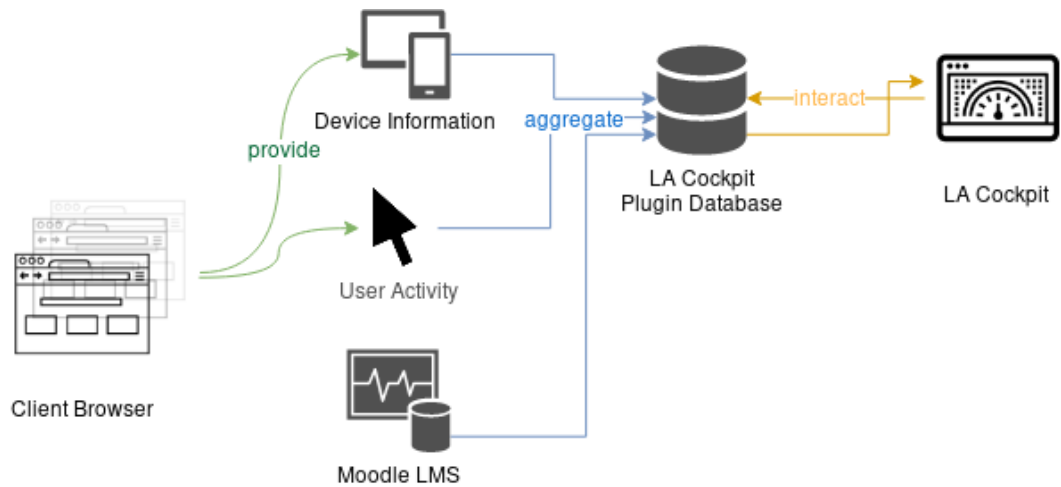 Device Information
provide
aggregate
interact
LA Cockpit
Plugin Database
LA Cockpit
User Activity
Client Browser
Moodle LMS